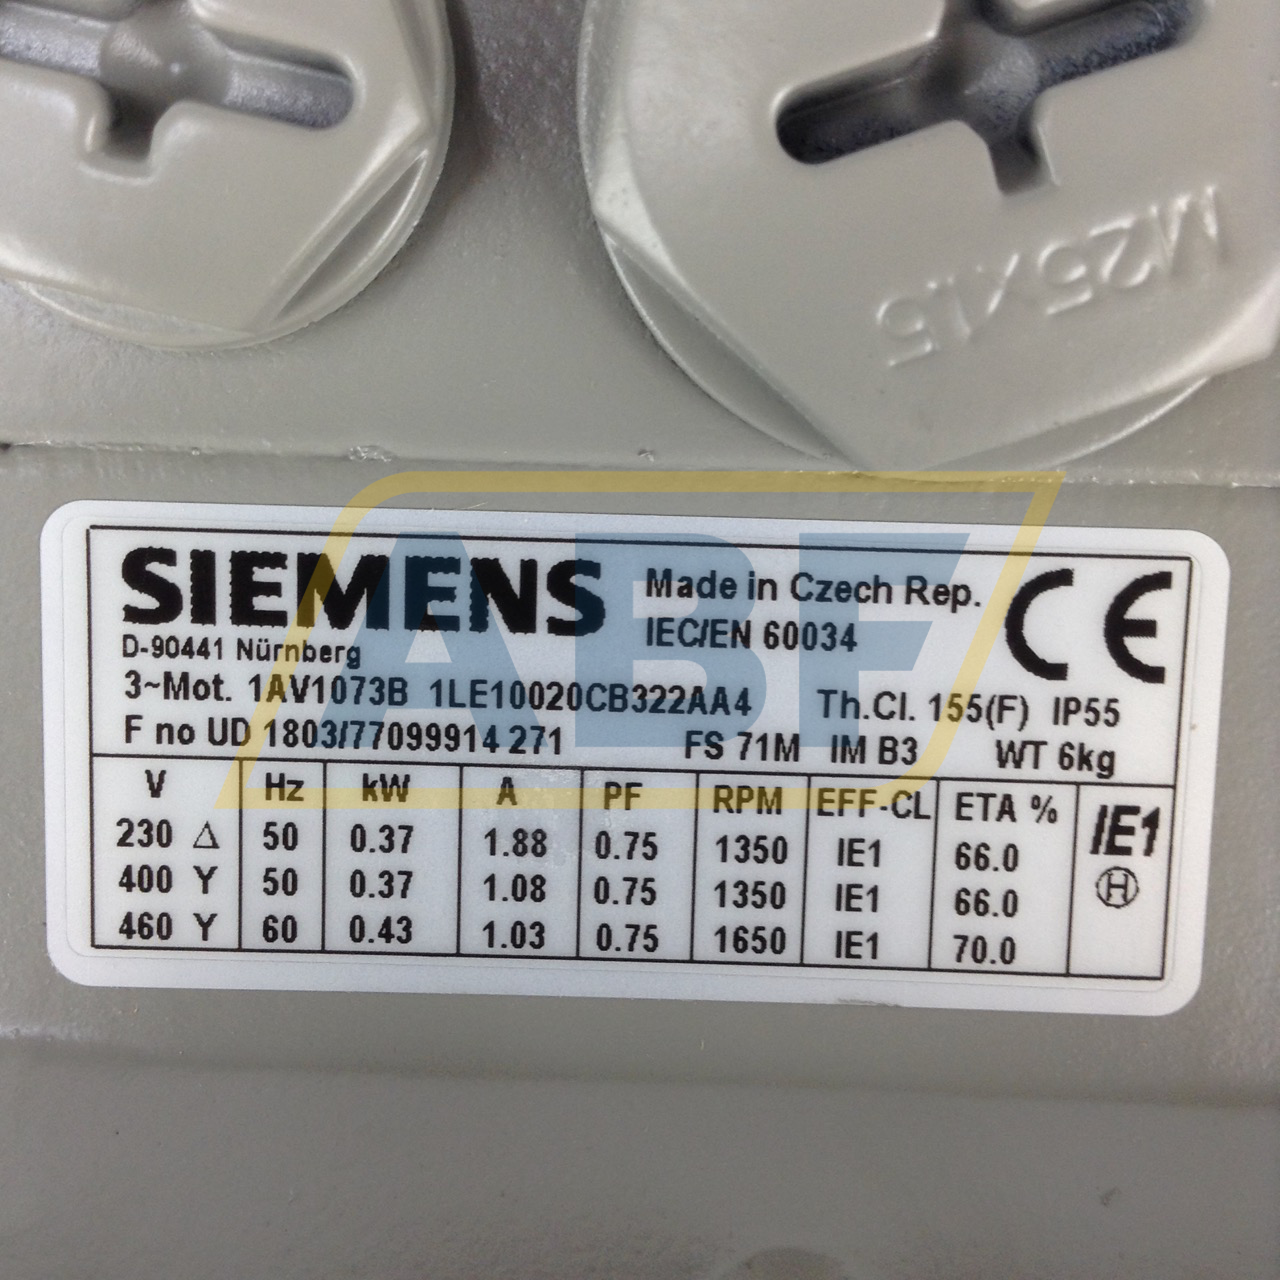 M25x1.5
SIEMENS
D-90441 Nürnberg
Made in Czech Rep.
IEC/EN 60034
CE
3~Mot. 1AV1073B 1LE10020CB322AA4 Th.Cl. 155(F) IP55
F no UD 1803/77099914 271 FS 71M IM B3 WT 6kg
V Hz kW A PF RPM EFF-CL ETA %
230 Δ 50 0.37 1.88 0.75 1350 IE1 66.0
400 Y 50 0.37 1.08 0.75 1350 IE1 66.0
460 Y 60 0.43 1.03 0.75 1650 IE1 70.0
IE1
H
ABF